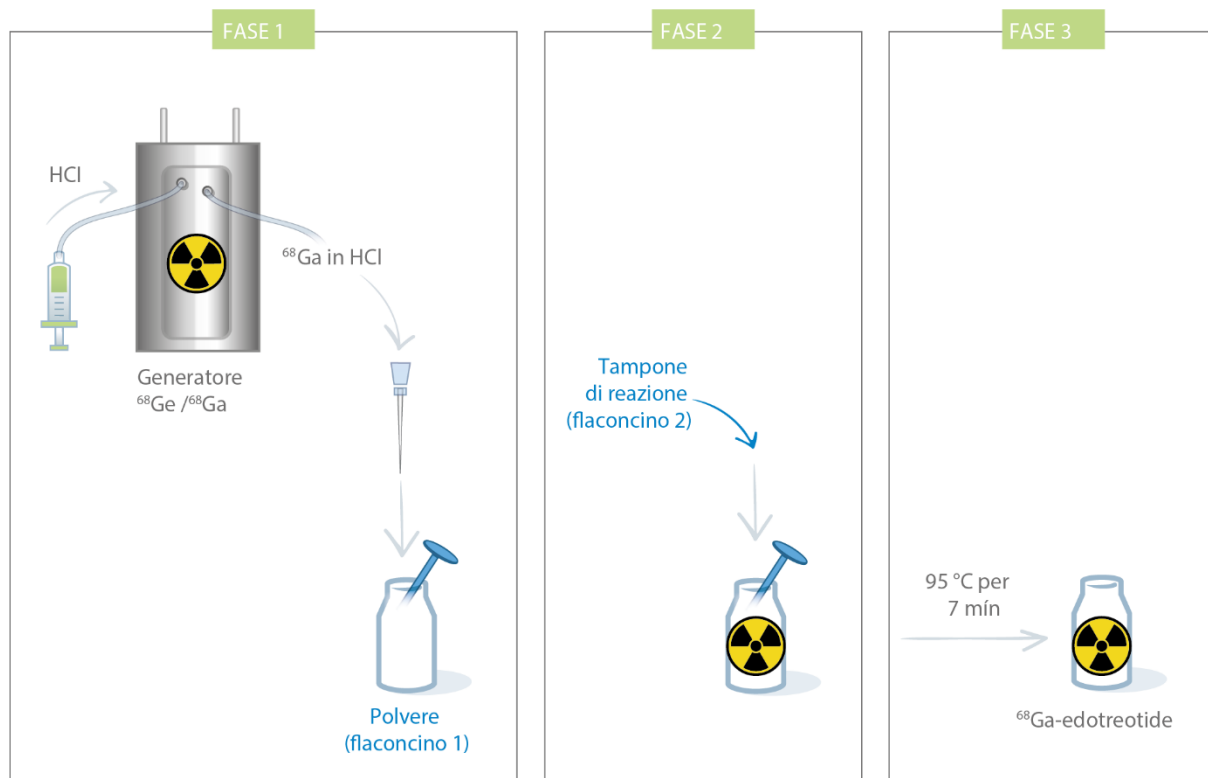 FASE 1
HCl
⁶⁸Ga in HCl
Generatore
⁶⁸Ge /⁶⁸Ga
Polvere
(flaconcino 1)
FASE 2
Tampone
di reazione
(flaconcino 2)
FASE 3
95 °C per
7 mín
⁶⁸Ga-edotreotide